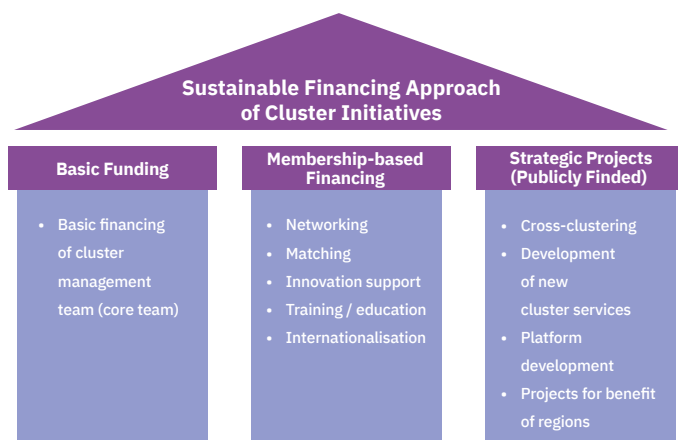 Sustainable Financing Approach
of Cluster Initiatives
Basic Funding
• Basic financing
of cluster
management
team (core team)
Membership-based
Financing
• Networking
• Matching
• Innovation support
• Training / education
• Internationalisation
Strategic Projects
(Publicly Finded)
• Cross-clustering
• Development
of new
cluster services
• Platform
development
• Projects for benefit
of regions